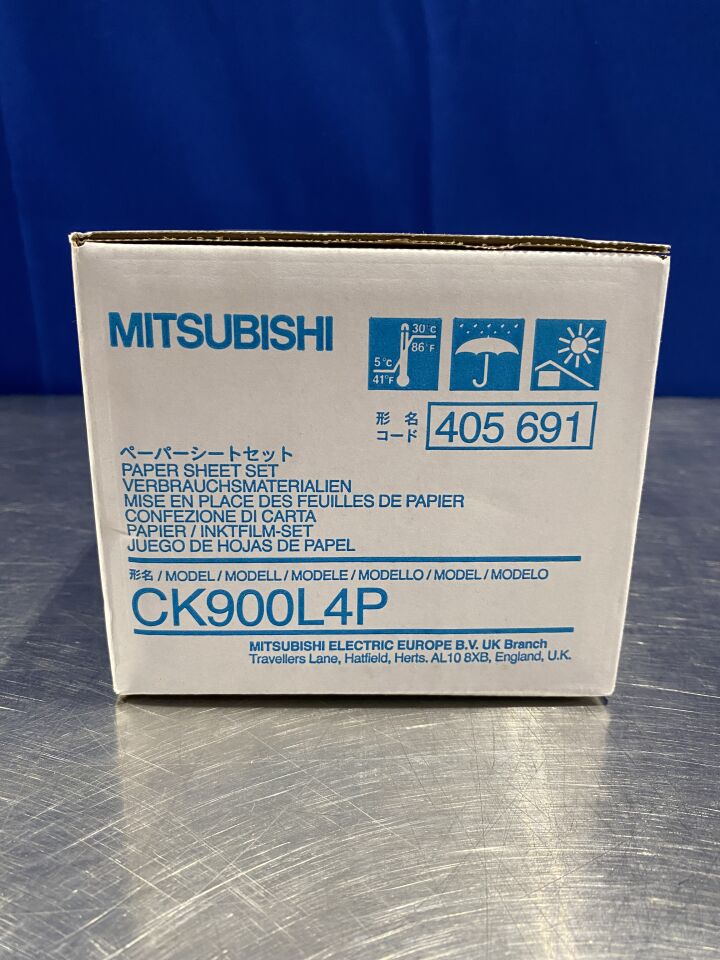 MITSUBISHI
30°C
86°F
5°C
41°F
形名
コード
405 691
ペーパーシートセット
PAPER SHEET SET
VERBRAUCHSMATERIALIEN
MISE EN PLACE DES FEUILLES DE PAPIER
CONFEZIONE DI CARTA
PAPIER / INKTFILM-SET
JUEGO DE HOJAS DE PAPEL
形名 / MODEL / MODELL / MODELE / MODELLO / MODEL / MODELO
CK900L4P
MITSUBISHI ELECTRIC EUROPE B.V. UK Branch
Travellers Lane, Hatfield, Herts. AL10 8XB, England, U.K.